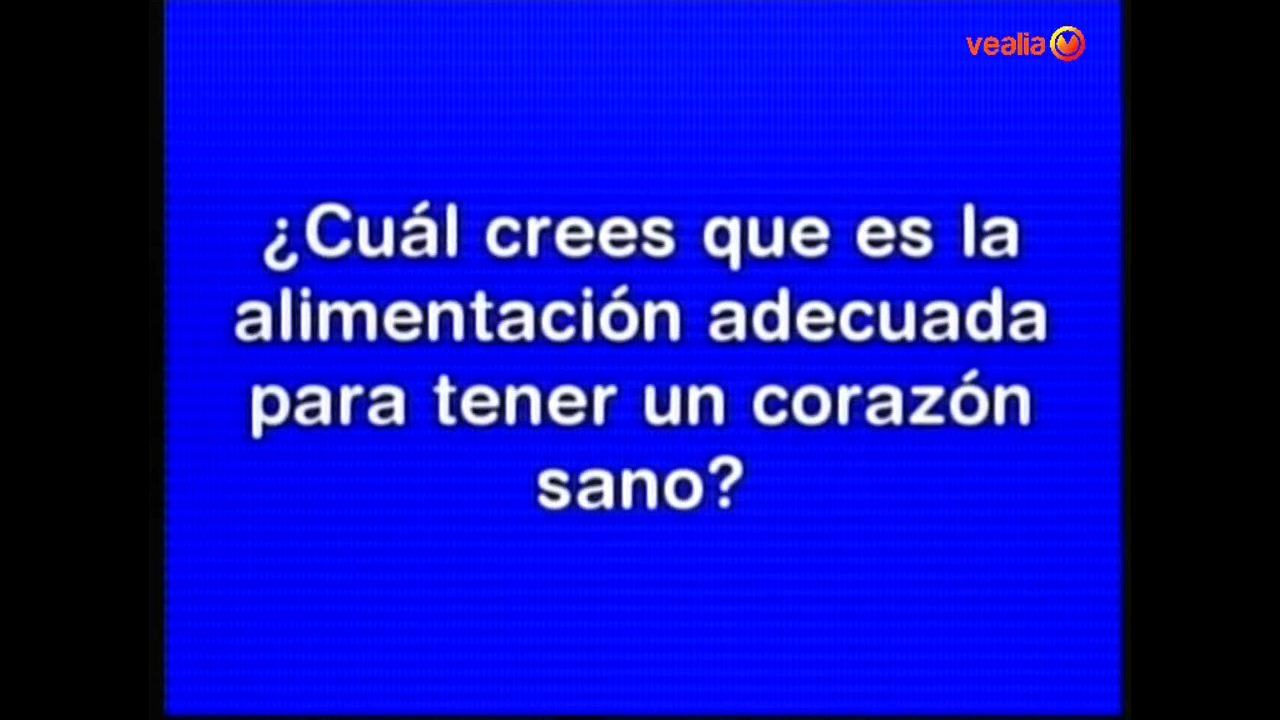 vealia
¿Cuál crees que es la
alimentación adecuada
para tener un corazón
sano?